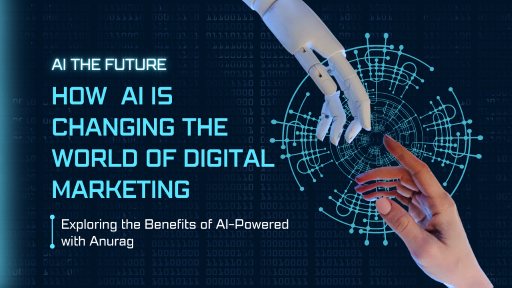 AI THE FUTURE
HOW AI IS
CHANGING THE
WORLD OF DIGITAL
MARKETING
Exploring the Benefits of AI-Powered
with Anurag